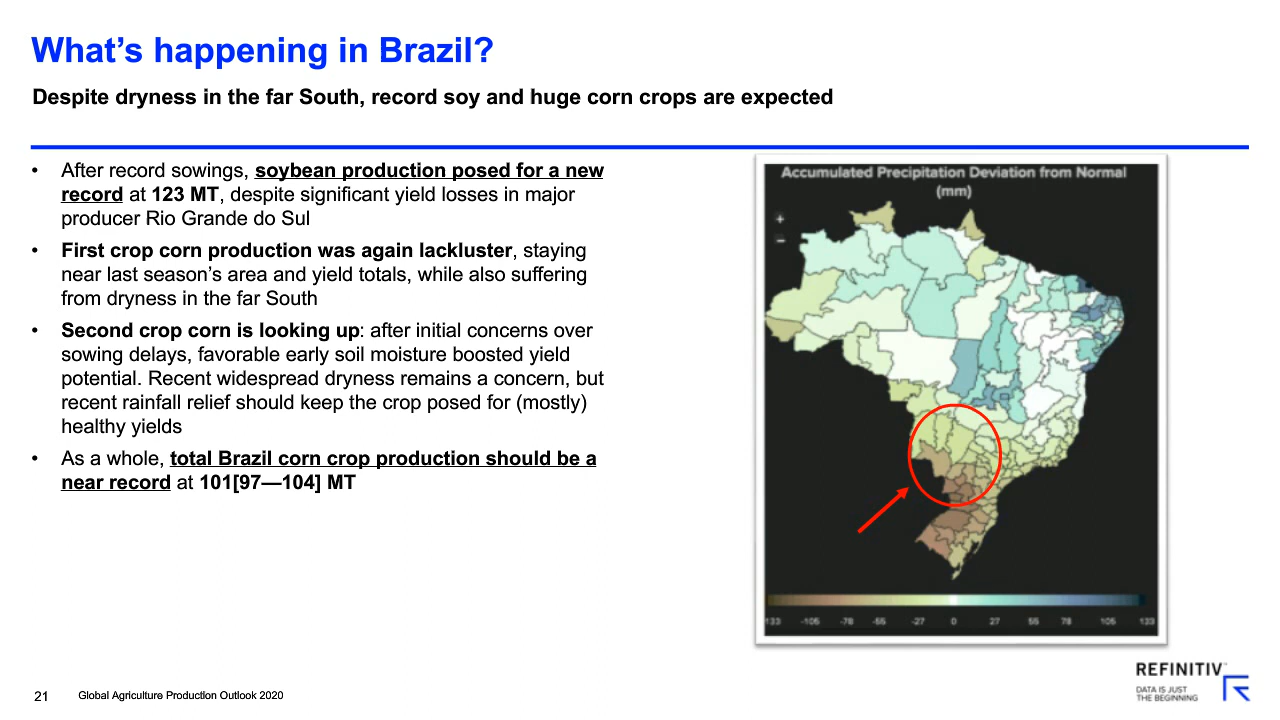 What's happening in Brazil?
Despite dryness in the far South, record soy and huge corn crops are expected
• After record sowings, soybean production posed for a new
record at 123 MT, despite significant yield losses in major
producer Rio Grande do Sul
• First crop corn production was again lackluster, staying
near last season's area and yield totals, while also suffering
from dryness in the far South
• Second crop corn is looking up: after initial concerns over
sowing delays, favorable early soil moisture boosted yield
potential. Recent widespread dryness remains a concern, but
recent rainfall relief should keep the crop posed for (mostly)
healthy yields
• As a whole, total Brazil corn crop production should be a
near record at 101[97—104] MT
Accumulated Precipitation Deviation from Normal
(mm)
+
−
133 -105 -78 -55 -27 0 27 55 78 105 133
21 Global Agriculture Production Outlook 2020
REFINITIV
DATA IS JUST
THE BEGINNING